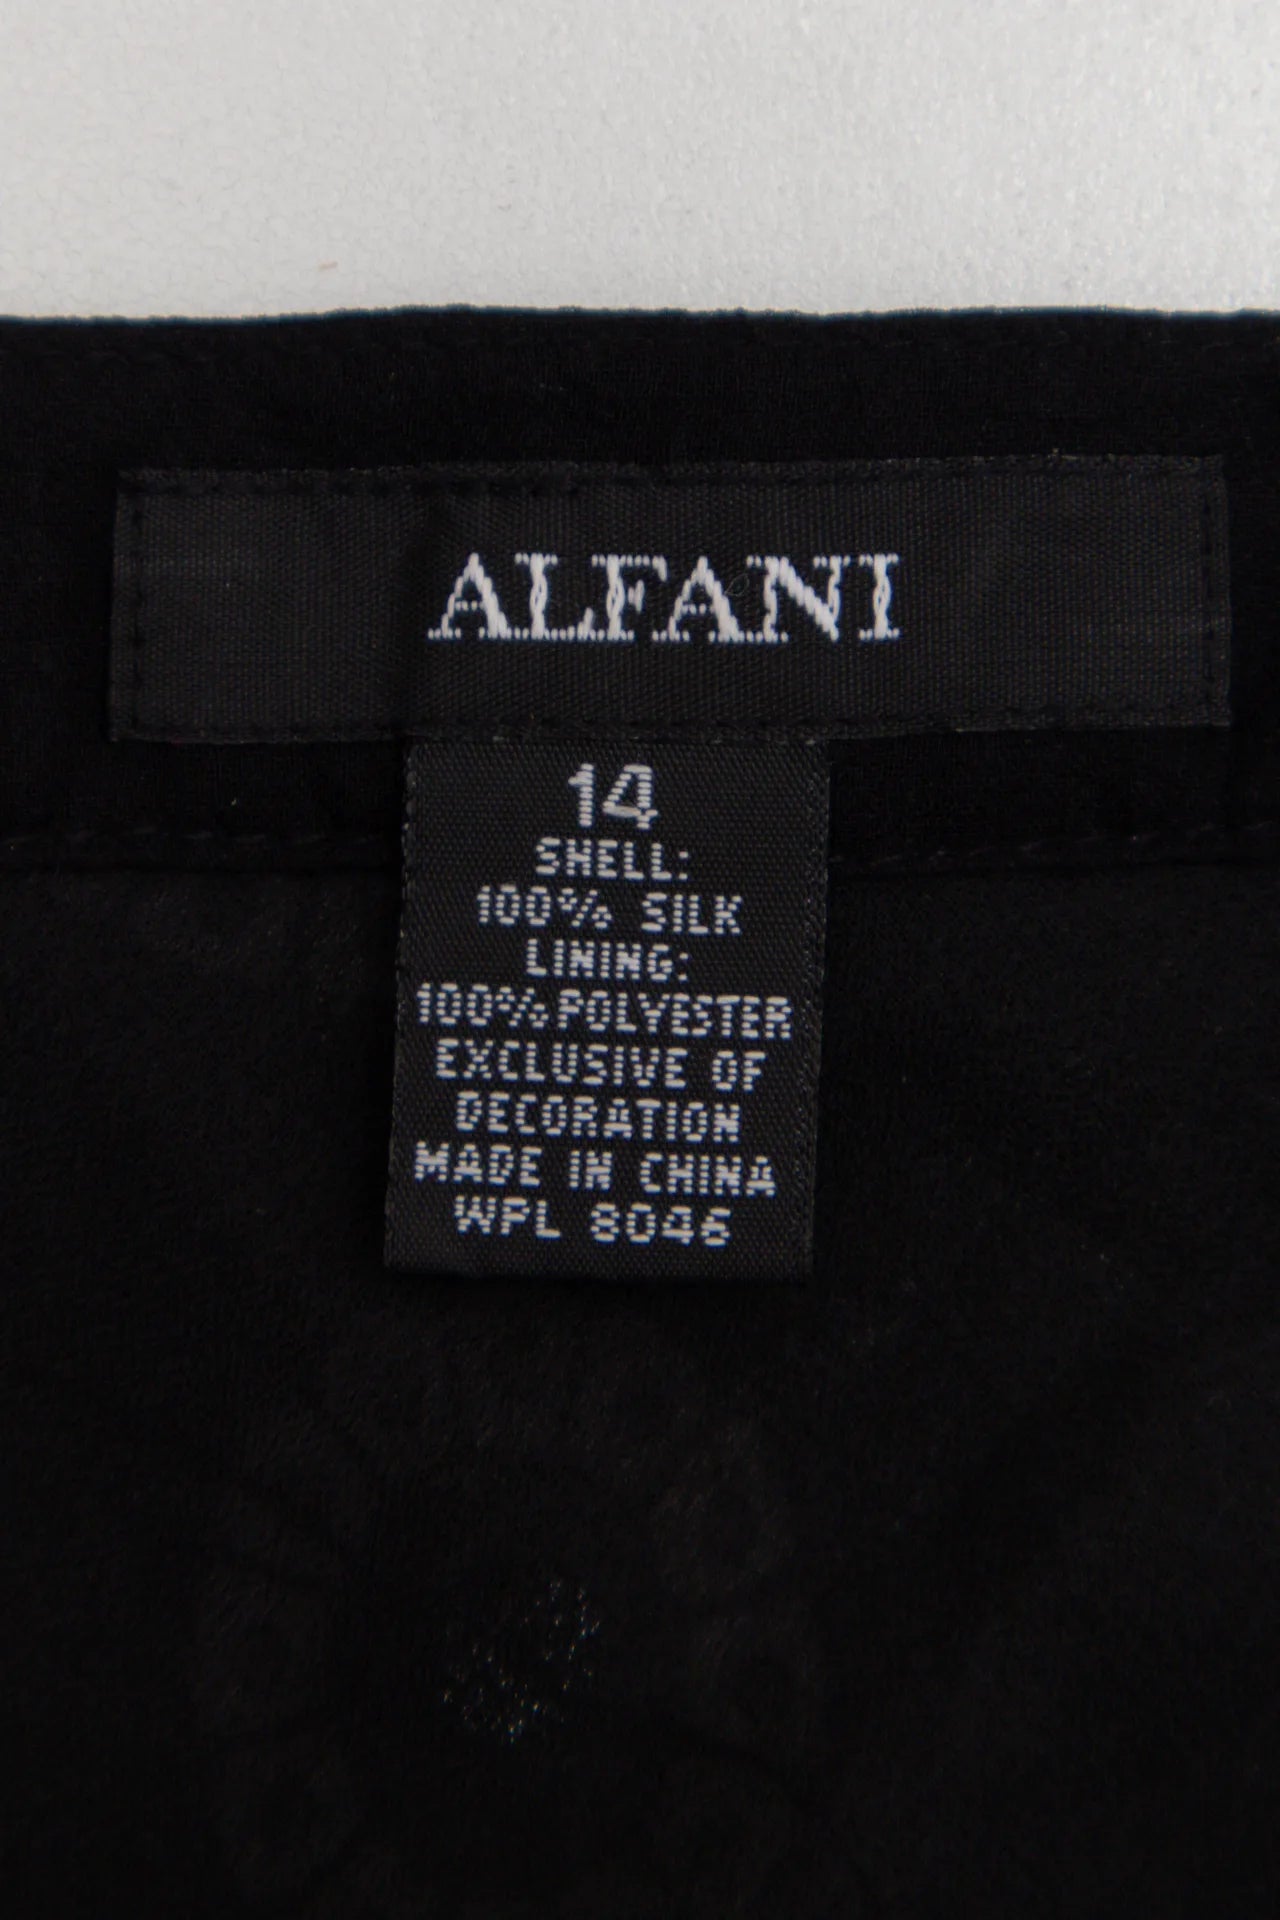 ALFANI
14
SHELL:
100% SILK
LINING:
100% POLYESTER
EXCLUSIVE OF
DECORATION
MADE IN CHINA
WPL 8046